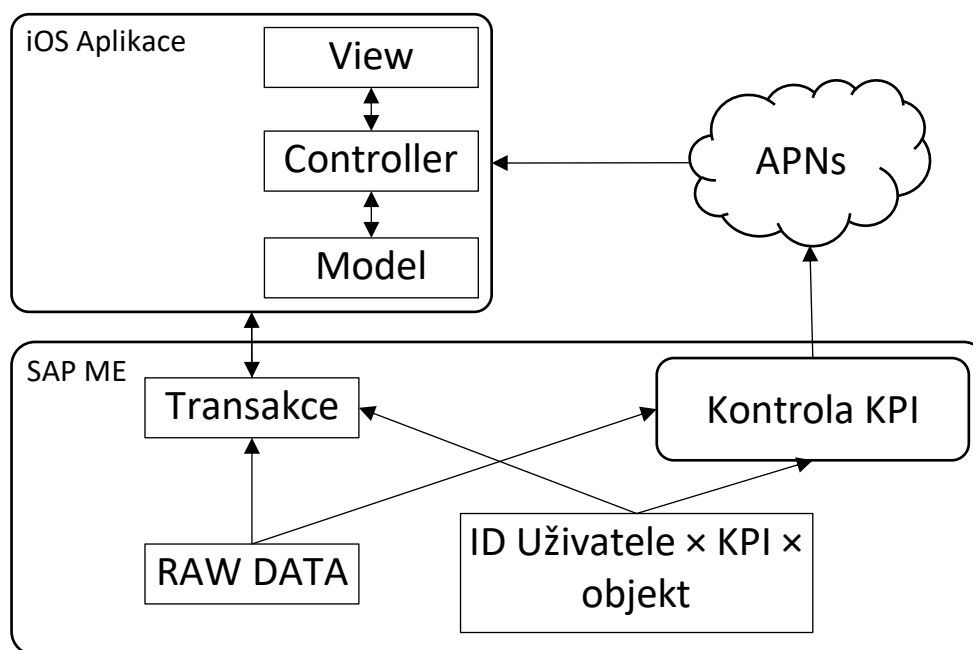 iOS Aplikace
View
Controller
Model
APNs
SAP ME
Transakce
Kontrola KPI
RAW DATA
ID Uživatele × KPI ×
objekt